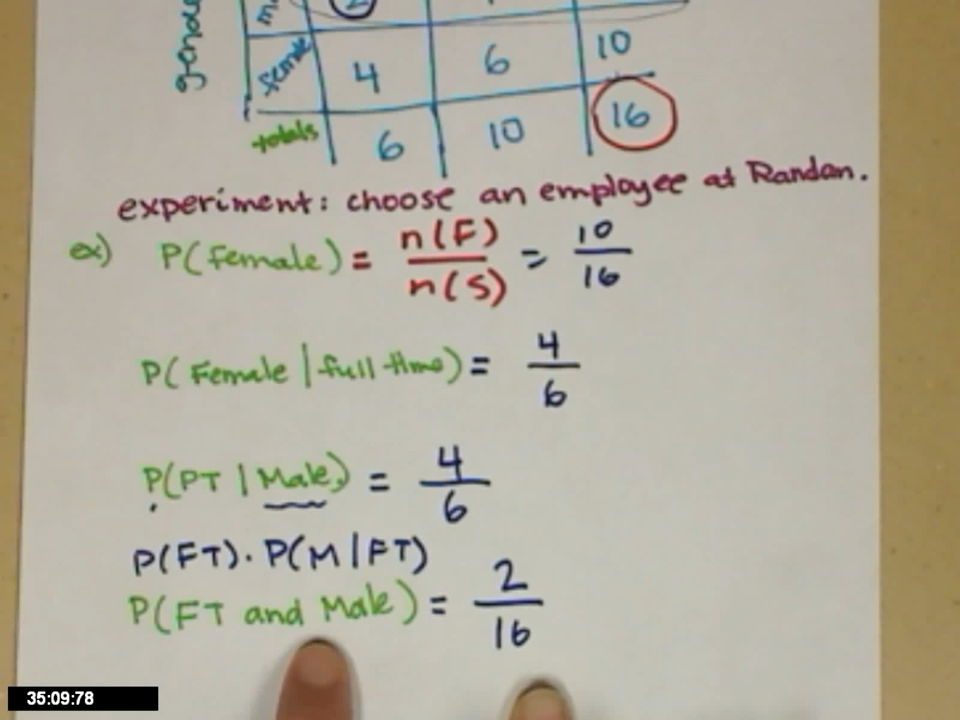 gende
female 4 6 10
totals 6 10 16
experiment: choose an employee at Random.
ex) P(Female) = n(F)/n(S) = 10/16
P(Female | full time) = 4/6
P(PT | Male) = 4/6
P(FT) · P(M | FT)
P(FT and Male) = 2/16
35:09:78